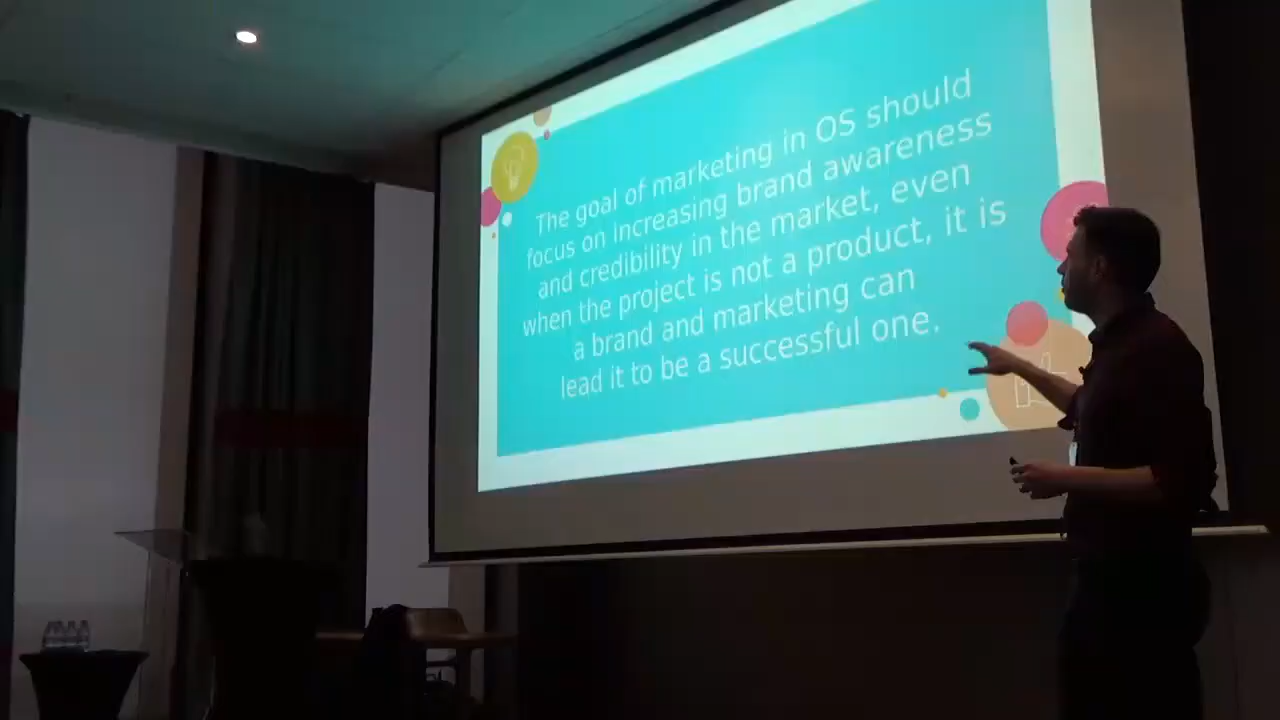 The goal of marketing in OS should
focus on increasing brand awareness
and credibility in the market, even
when the project is not a product, it is
a brand and marketing can
lead it to be a successful one.